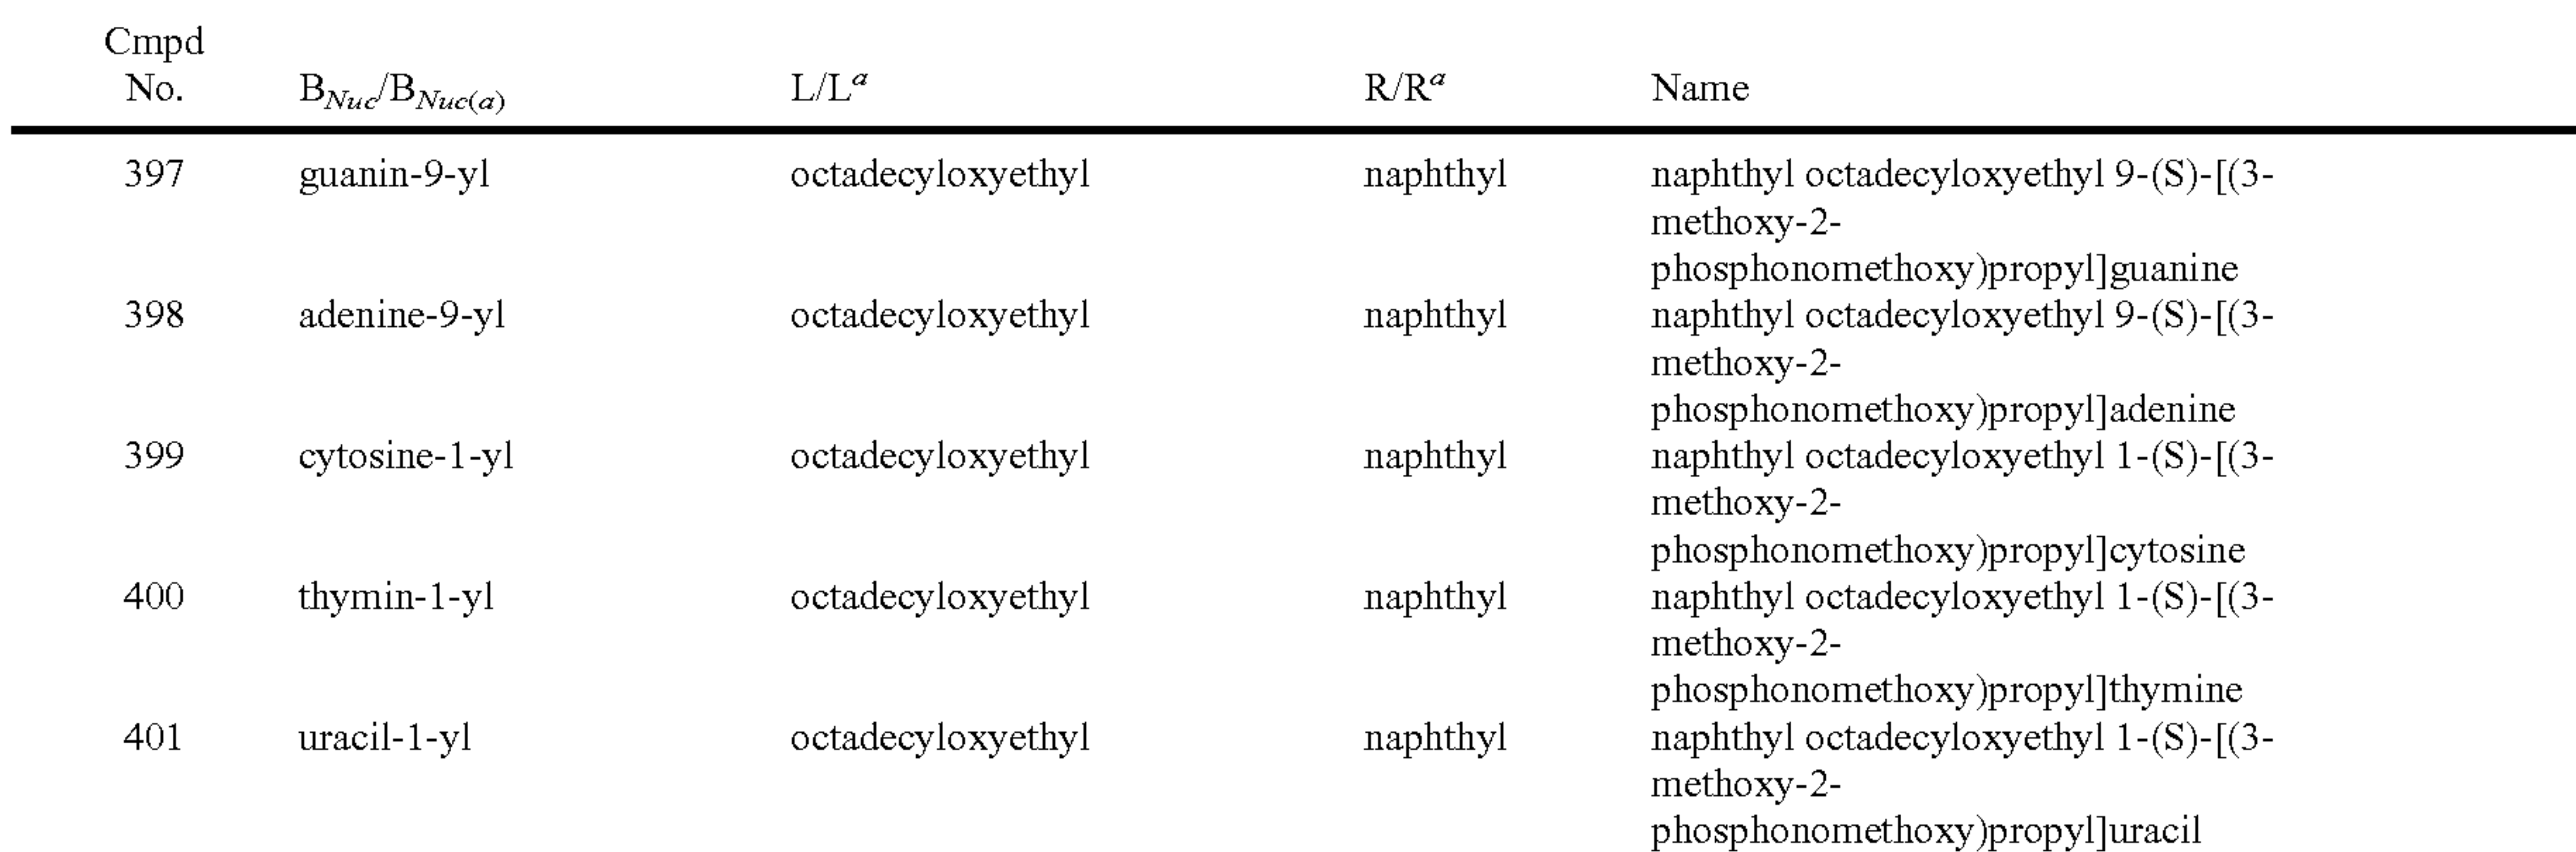 Cmpd
No. B_Nuc/B_Nuc(a) L/L^a R/R^a Name
397 guanin-9-yl octadecyloxyethyl naphthyl naphthyl octadecyloxyethyl 9-(S)-[(3-
methoxy-2-
phosphonomethoxy)propyl]guanine
398 adenine-9-yl octadecyloxyethyl naphthyl naphthyl octadecyloxyethyl 9-(S)-[(3-
methoxy-2-
phosphonomethoxy)propyl]adenine
399 cytosine-1-yl octadecyloxyethyl naphthyl naphthyl octadecyloxyethyl 1-(S)-[(3-
methoxy-2-
phosphonomethoxy)propyl]cytosine
400 thymin-1-yl octadecyloxyethyl naphthyl naphthyl octadecyloxyethyl 1-(S)-[(3-
methoxy-2-
phosphonomethoxy)propyl]thymine
401 uracil-1-yl octadecyloxyethyl naphthyl naphthyl octadecyloxyethyl 1-(S)-[(3-
methoxy-2-
phosphonomethoxy)propyl]uracil